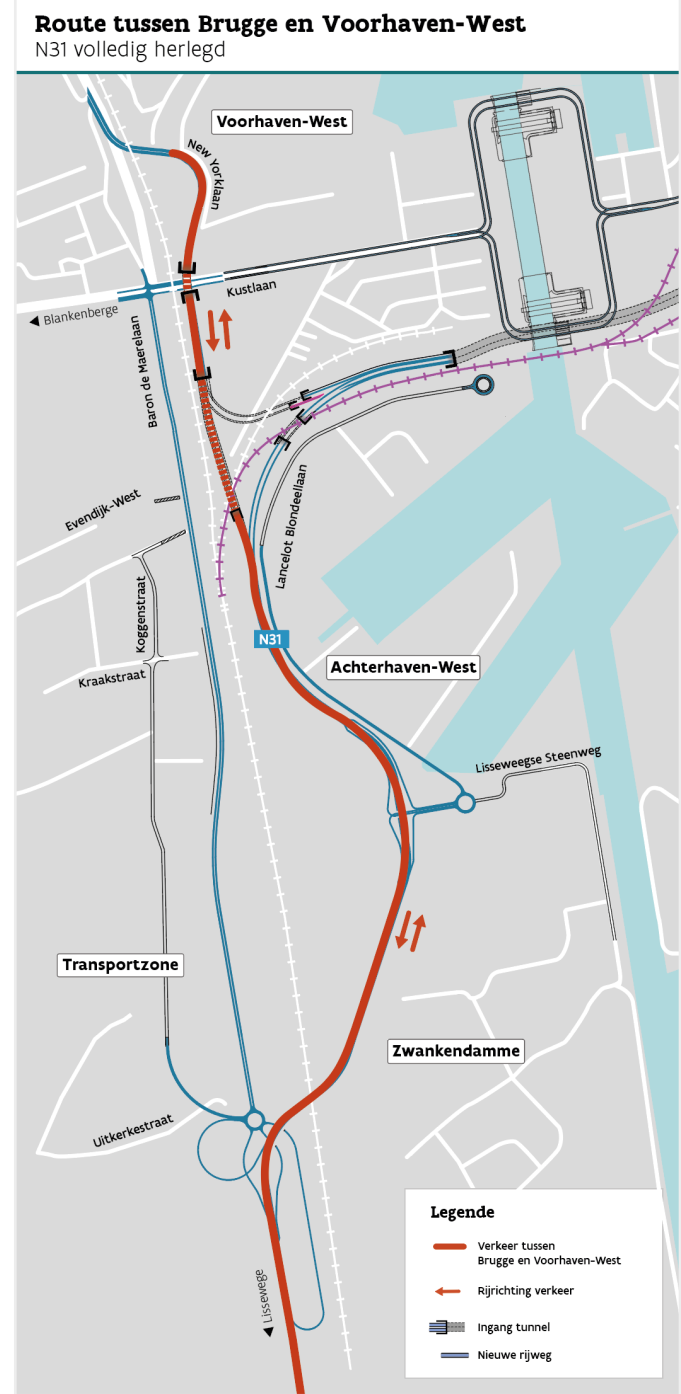 Route tussen Brugge en Voorhaven-West
N31 volledig herlegd
Voorhaven-West
New Yorklaan
Kustlaan
Blankenberge
Baron de Maerelaan
Evendijk-West
Lancelot Blondeellaan
Koggenstraat
N31
Achterhaven-West
Kraakstraat
Lisseweegse Steenweg
Transportzone
Zwankendamme
Uitkerkestraat
Lissewege
Legende
Verkeer tussen
Brugge en Voorhaven-West
Rijrichting verkeer
Ingang tunnel
Nieuwe rijweg